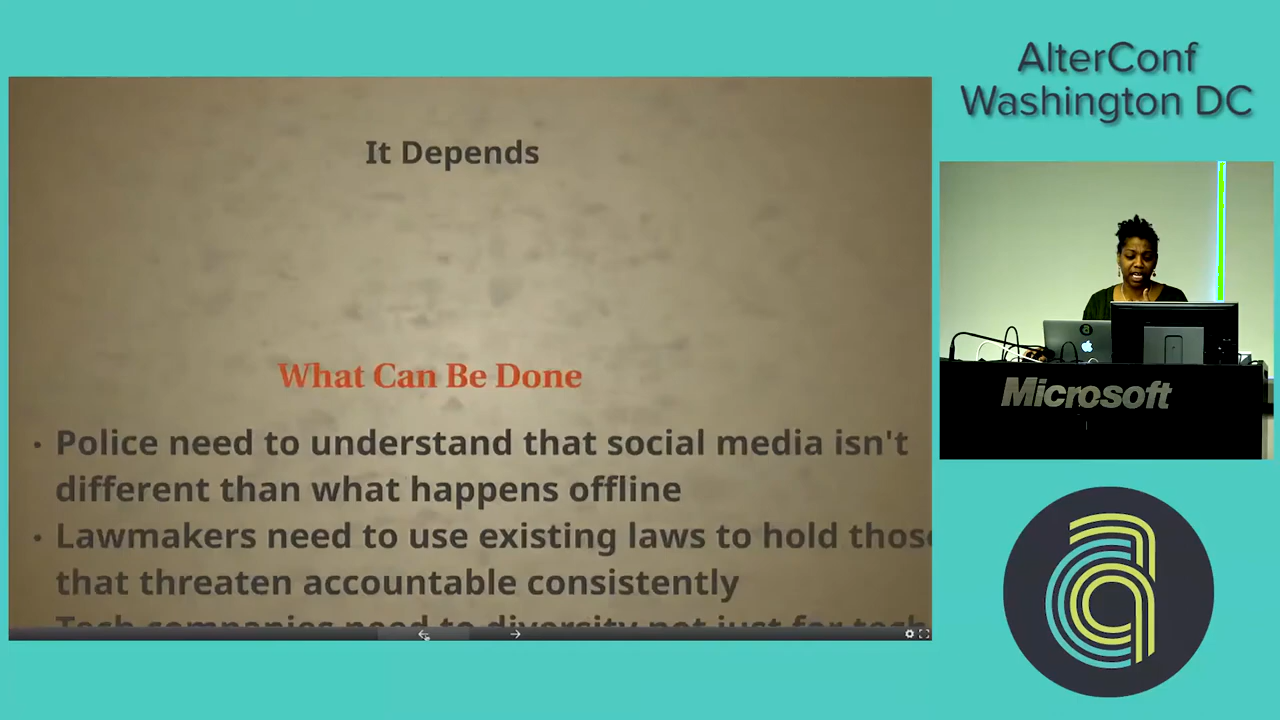 AlterConf
Washington DC
It Depends
What Can Be Done
• Police need to understand that social media isn't
different than what happens offline
• Lawmakers need to use existing laws to hold those
that threaten accountable consistently
Tech companies need to diversity not just for tech
Microsoft